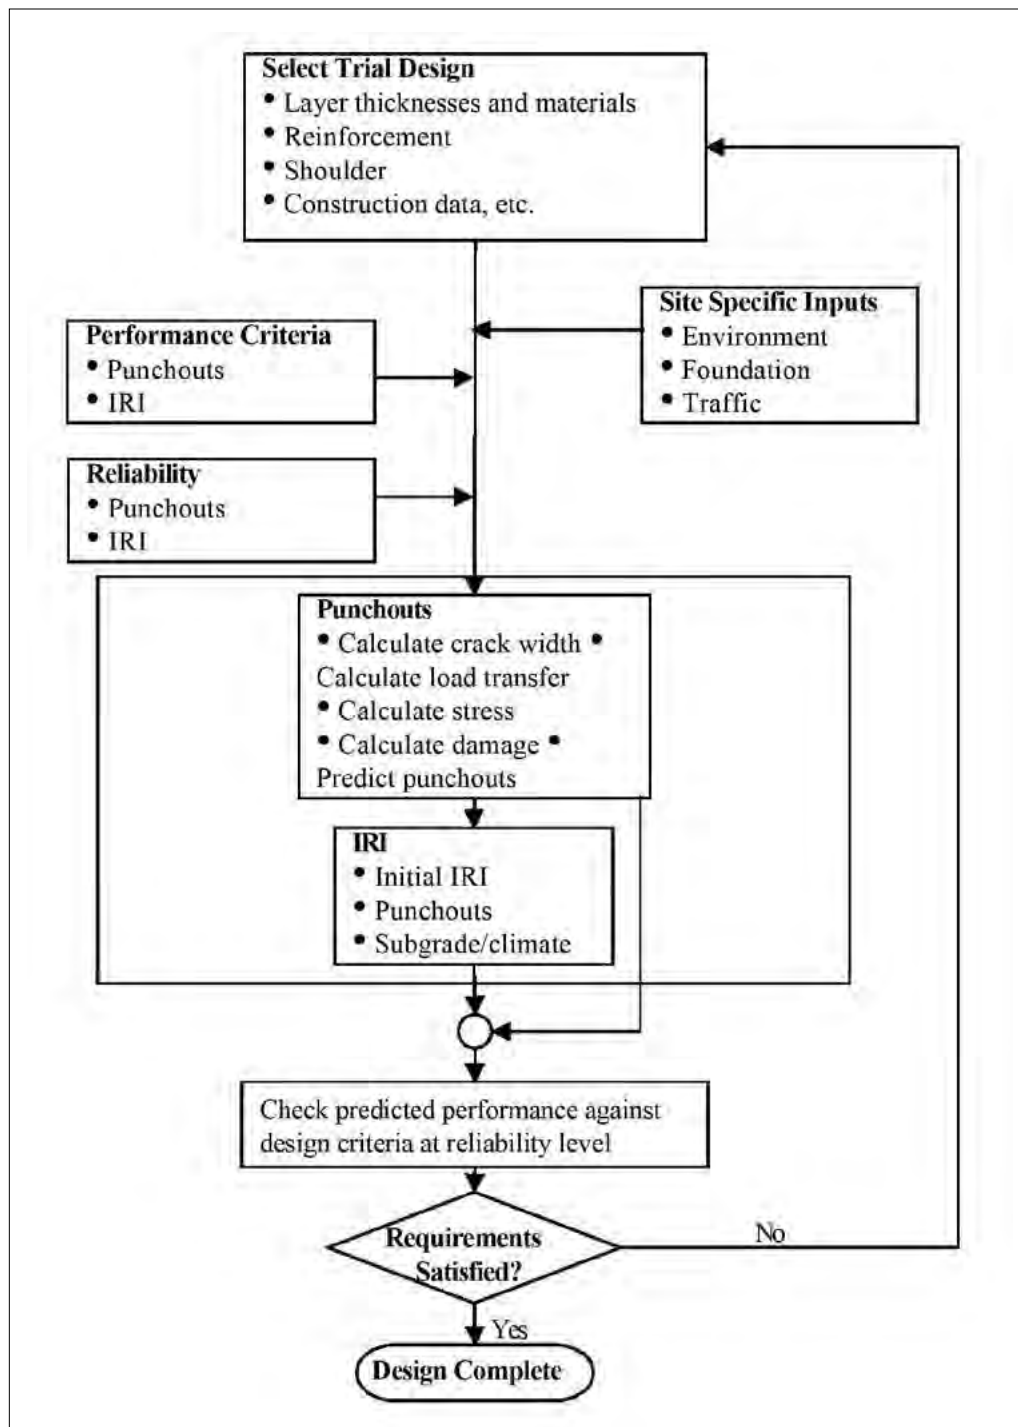 Select Trial Design
• Layer thicknesses and materials
• Reinforcement
• Shoulder
• Construction data, etc.
Site Specific Inputs
• Environment
• Foundation
• Traffic
Performance Criteria
• Punchouts
• IRI
Reliability
• Punchouts
• IRI
Punchouts
• Calculate crack width •
Calculate load transfer
• Calculate stress
• Calculate damage •
Predict punchouts
IRI
• Initial IRI
• Punchouts
• Subgrade/climate
Check predicted performance against
design criteria at reliability level
Requirements
Satisfied?
No
Yes
Design Complete